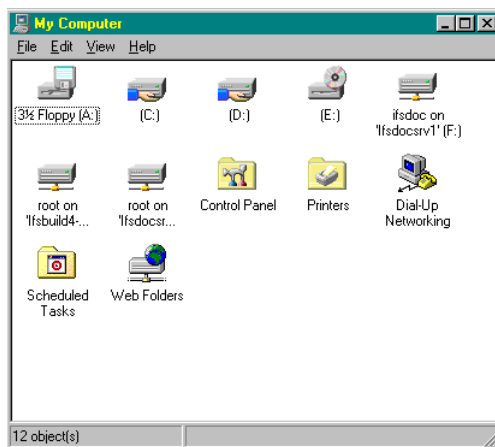 My Computer
File Edit View Help
3½ Floppy (A:) (C:) (D:) (E:) ifsdoc on
'Ifsdocsrv1' (F:)
root on root on Control Panel Printers Dial-Up
'Ifsbuild4-... 'Ifsdocsr... Networking
Scheduled Web Folders
Tasks
12 object(s)